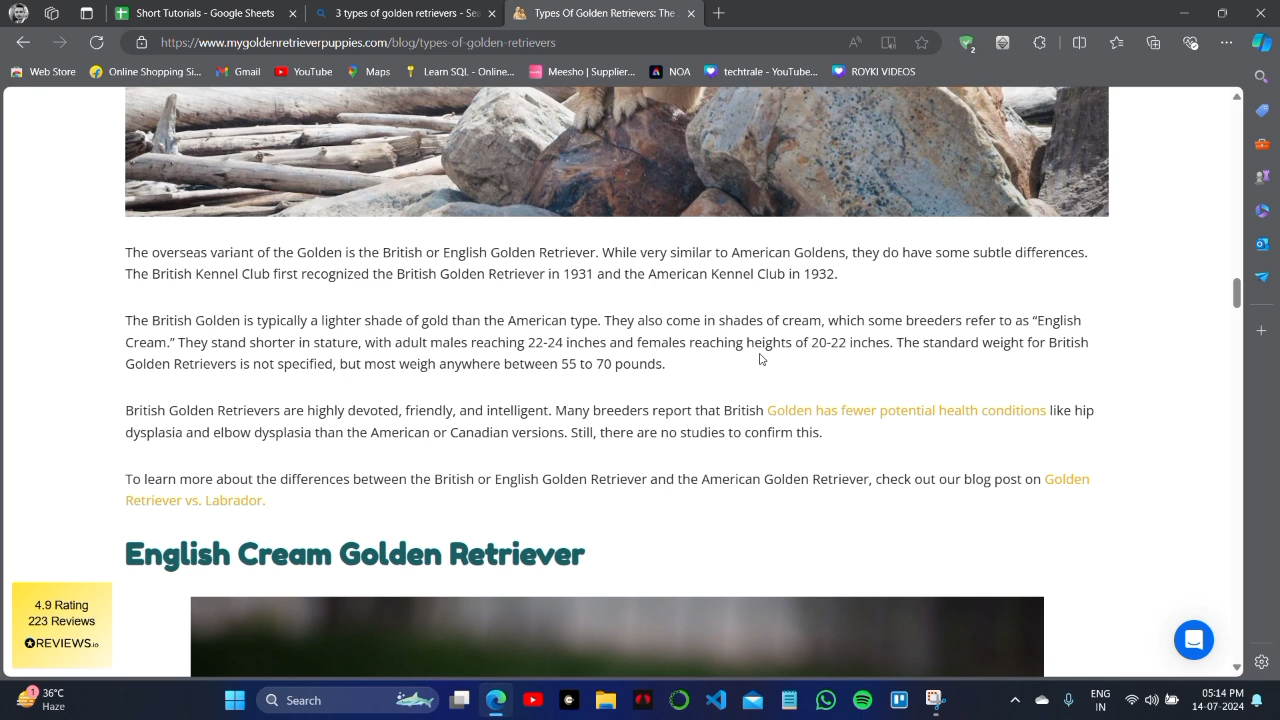 Short Tutorials - Google Sheets
3 types of golden retrievers - Sea
Types Of Golden Retrievers: The
https://www.mygoldenretrieverpuppies.com/blog/types-of-golden-retrievers
2
Web Store
Online Shopping Si...
Gmail
YouTube
Maps
Learn SQL - Online...
Meesho | Supplier...
NOA
techtrale - YouTube...
ROYKI VIDEOS
The overseas variant of the Golden is the British or English Golden Retriever. While very similar to American Goldens, they do have some subtle differences.
The British Kennel Club first recognized the British Golden Retriever in 1931 and the American Kennel Club in 1932.
The British Golden is typically a lighter shade of gold than the American type. They also come in shades of cream, which some breeders refer to as “English
Cream.” They stand shorter in stature, with adult males reaching 22-24 inches and females reaching heights of 20-22 inches. The standard weight for British
Golden Retrievers is not specified, but most weigh anywhere between 55 to 70 pounds.
British Golden Retrievers are highly devoted, friendly, and intelligent. Many breeders report that British Golden has fewer potential health conditions like hip
dysplasia and elbow dysplasia than the American or Canadian versions. Still, there are no studies to confirm this.
To learn more about the differences between the British or English Golden Retriever and the American Golden Retriever, check out our blog post on Golden
Retriever vs. Labrador.
English Cream Golden Retriever
4.9 Rating
223 Reviews
REVIEWS.io
1
36°C
Haze
Search
ENG
IN
05:14 PM
14-07-2024